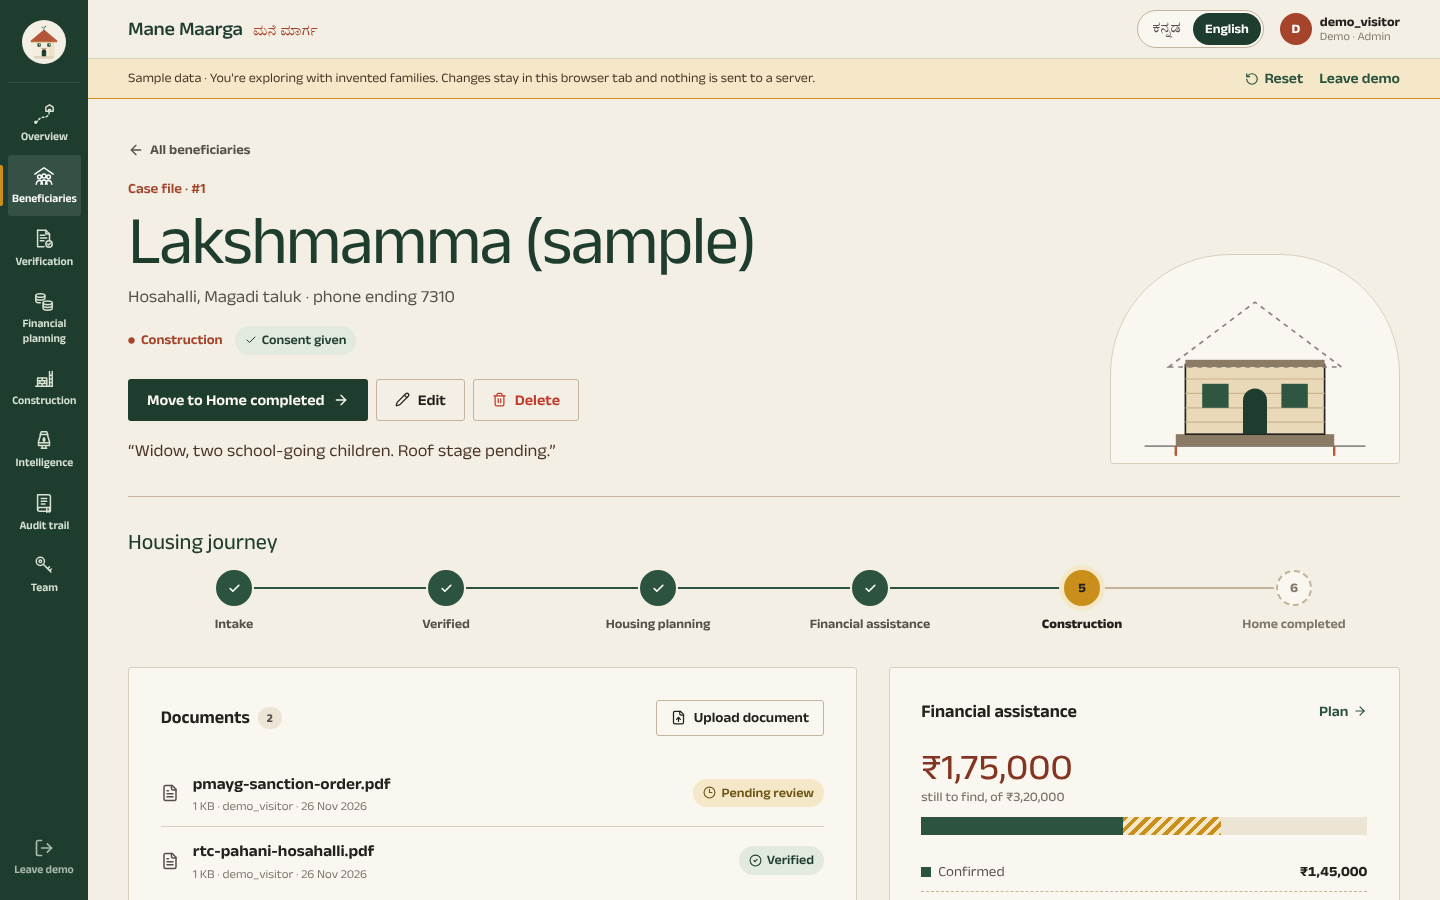 Mane Maarga ಮನೆ ಮಾರ್ಗ
ಕನ್ನಡ English
D demo_visitor
Demo · Admin
Sample data · You're exploring with invented families. Changes stay in this browser tab and nothing is sent to a server.
Reset Leave demo
Overview
Beneficiaries
Verification
Financial
planning
Construction
Intelligence
Audit trail
Team
Leave demo
All beneficiaries
Case file · #1
Lakshmamma (sample)
Hosahalli, Magadi taluk · phone ending 7310
Construction Consent given
Move to Home completed Edit Delete
“Widow, two school-going children. Roof stage pending.”
Housing journey
5 6
Intake Verified Housing planning Financial assistance Construction Home completed
Documents 2 Upload document
pmayg-sanction-order.pdf
1 KB · demo_visitor · 26 Nov 2026
Pending review
rtc-pahani-hosahalli.pdf
1 KB · demo_visitor · 26 Nov 2026
Verified
Financial assistance Plan
₹1,75,000
still to find, of ₹3,20,000
Confirmed ₹1,45,000